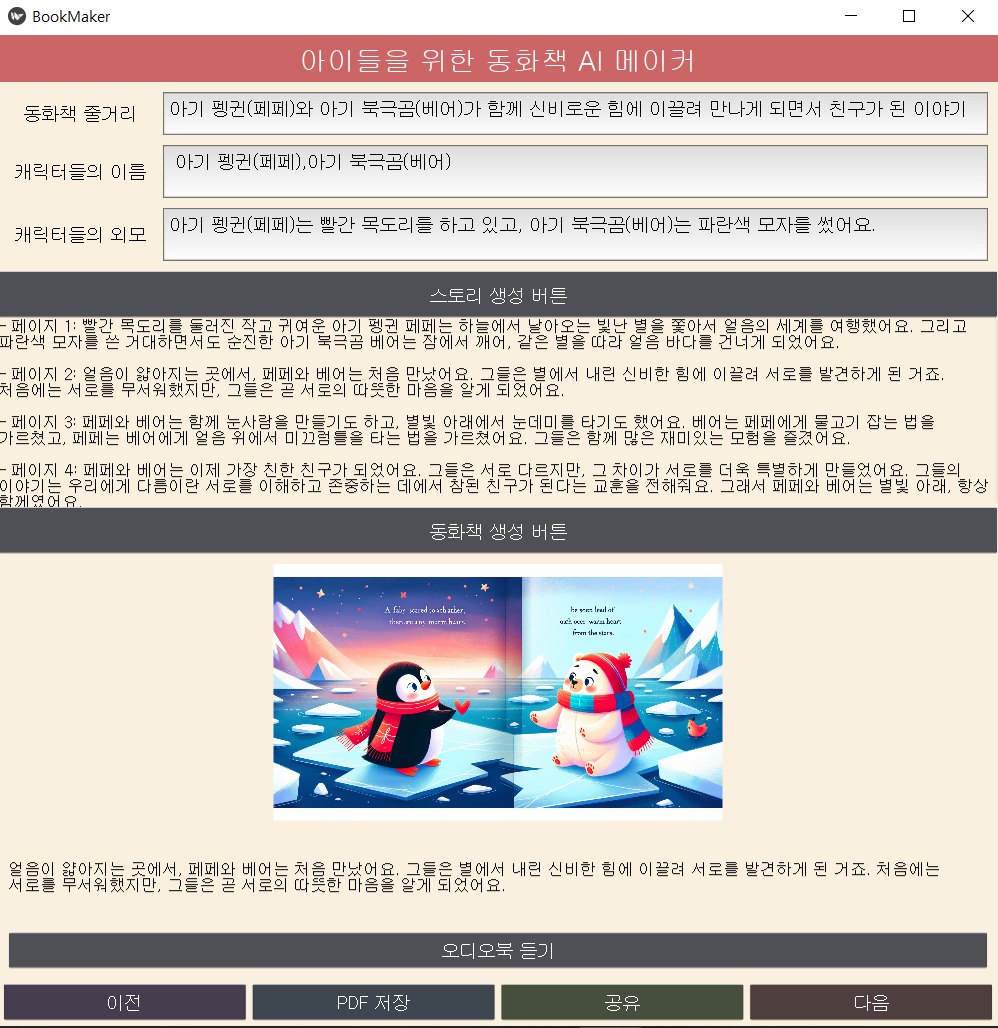 BookMaker
아이들을 위한 동화책 AI 메이커
동화책 줄거리
아기 펭귄(페페)와 아기 북극곰(베어)가 함께 신비로운 힘에 이끌려 만나게 되면서 친구가 된 이야기
캐릭터들의 이름
아기 펭귄(페페),아기 북극곰(베어)
캐릭터들의 외모
아기 펭귄(페페)는 빨간 목도리를 하고 있고, 아기 북극곰(베어)는 파란색 모자를 썼어요.
스토리 생성 버튼
- 페이지 1: 빨간 목도리를 둘러진 작고 귀여운 아기 펭귄 페페는 하늘에서 날아오는 빛난 별을 쫓아서 얼음의 세계를 여행했어요. 그리고
파란색 모자를 쓴 거대하면서도 순진한 아기 북극곰 베어는 잠에서 깨어, 같은 별을 따라 얼음 바다를 건너게 되었어요.
- 페이지 2: 얼음이 얇아지는 곳에서, 페페와 베어는 처음 만났어요. 그들은 별에서 내린 신비한 힘에 이끌려 서로를 발견하게 된 거죠.
처음에는 서로를 무서워했지만, 그들은 곧 서로의 따뜻한 마음을 알게 되었어요.
- 페이지 3: 페페와 베어는 함께 눈사람을 만들기도 하고, 별빛 아래에서 눈데미를 타기도 했어요. 베어는 페페에게 물고기 잡는 법을
가르쳤고, 페페는 베어에게 얼음 위에서 미끄럼틀을 타는 법을 가르쳤어요. 그들은 함께 많은 재미있는 모험을 즐겼어요.
- 페이지 4: 페페와 베어는 이제 가장 친한 친구가 되었어요. 그들은 서로 다르지만, 그 차이가 서로를 더욱 특별하게 만들었어요. 그들의
이야기는 우리에게 다름이란 서로를 이해하고 존중하는 데에서 참된 친구가 된다는 교훈을 전해줘요. 그래서 페페와 베어는 별빛 아래, 항상
함께였어요.
동화책 생성 버튼
from the stars.
얼음이 얇아지는 곳에서, 페페와 베어는 처음 만났어요. 그들은 별에서 내린 신비한 힘에 이끌려 서로를 발견하게 된 거죠. 처음에는
서로를 무서워했지만, 그들은 곧 서로의 따뜻한 마음을 알게 되었어요.
오디오북 듣기
이전
PDF 저장
공유
다음